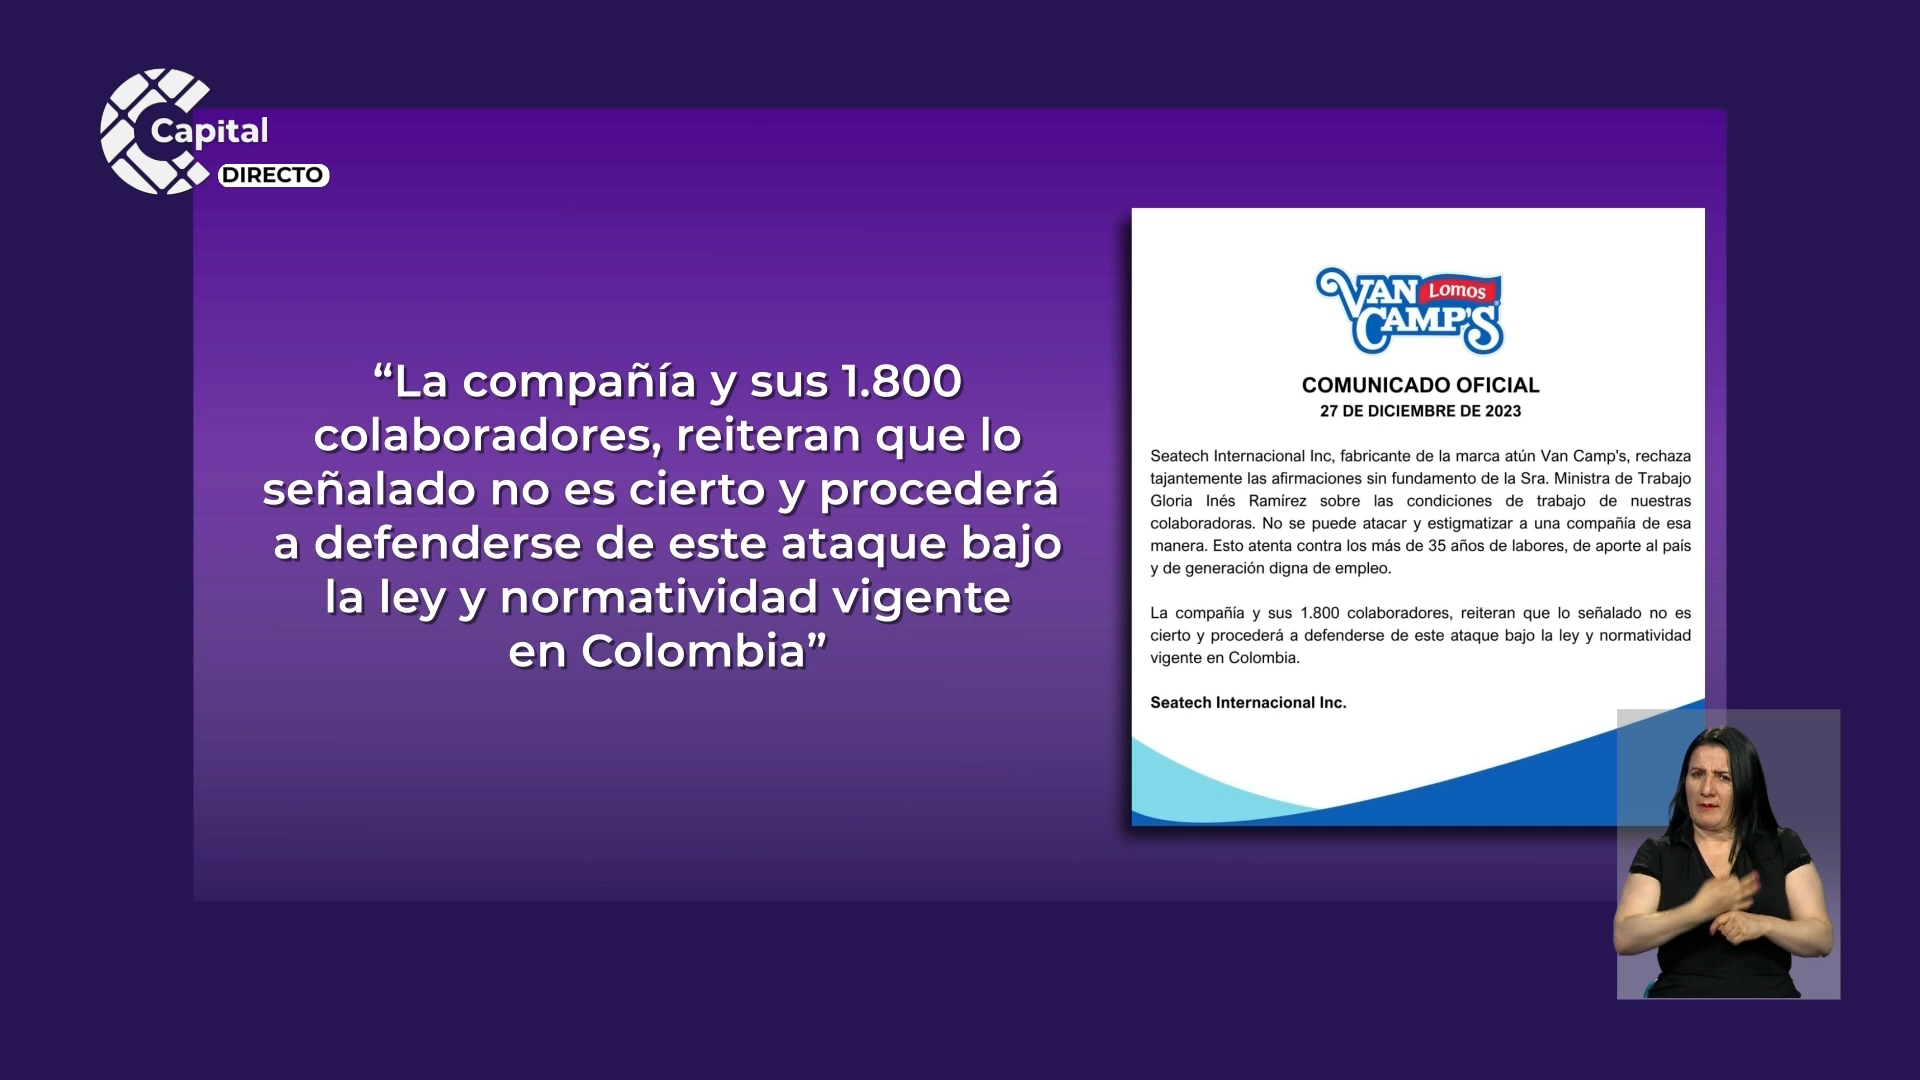 Capital
DIRECTO
“La compañía y sus 1.800
colaboradores, reiteran que lo
señalado no es cierto y procederá
a defenderse de este ataque bajo
la ley y normatividad vigente
en Colombia”
VAN Lomos
CAMP'S
COMUNICADO OFICIAL
27 DE DICIEMBRE DE 2023
Seatech Internacional Inc, fabricante de la marca atún Van Camp's, rechaza
tajantemente las afirmaciones sin fundamento de la Sra. Ministra de Trabajo
Gloria Inés Ramírez sobre las condiciones de trabajo de nuestras
colaboradoras. No se puede atacar y estigmatizar a una compañía de esa
manera. Esto atenta contra los más de 35 años de labores, de aporte al país
y de generación digna de empleo.
La compañía y sus 1.800 colaboradores, reiteran que lo señalado no es
cierto y procederá a defenderse de este ataque bajo la ley y normatividad
vigente en Colombia.
Seatech Internacional Inc.